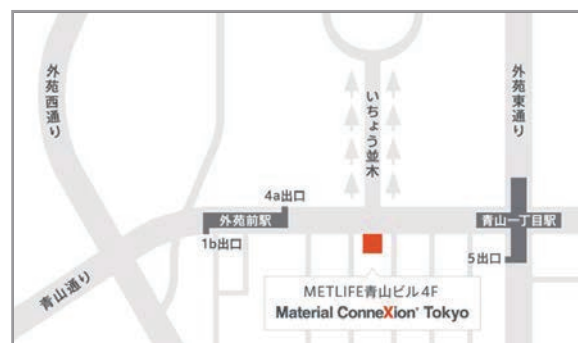 外苑西通り
いちょう並木
外苑東通り
4a出口
外苑前駅
青山一丁目駅
1b出口
5出口
青山通り
METLIFE青山ビル4F
Material ConneXion® Tokyo